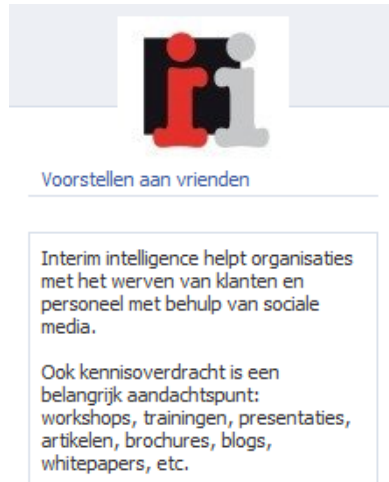 ii
Voorstellen aan vrienden
Interim intelligence helpt organisaties
met het werven van klanten en
personeel met behulp van sociale
media.
Ook kennisoverdracht is een
belangrijk aandachtspunt:
workshops, trainingen, presentaties,
artikelen, brochures, blogs,
whitepapers, etc.